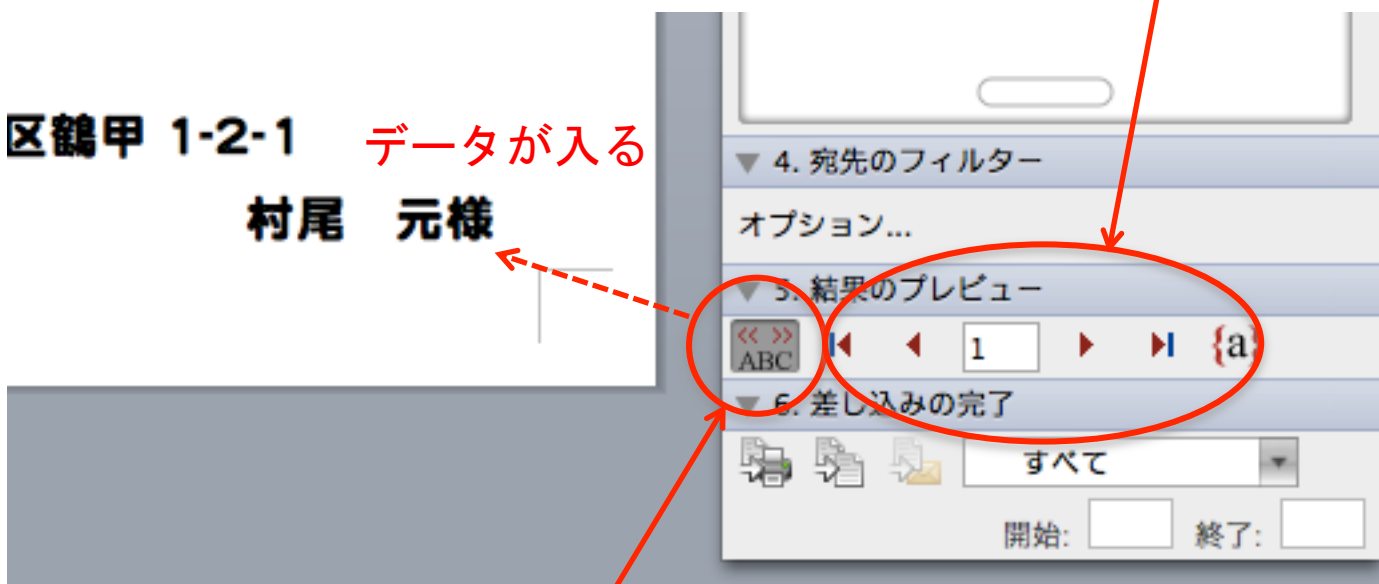 区鶴甲 1-2-1
データが入る
村尾　元様
4. 宛先のフィルター
オプション...
5. 結果のプレビュー
<< >>
ABC
1
{a}
6. 差し込みの完了
すべて
開始:
終了: